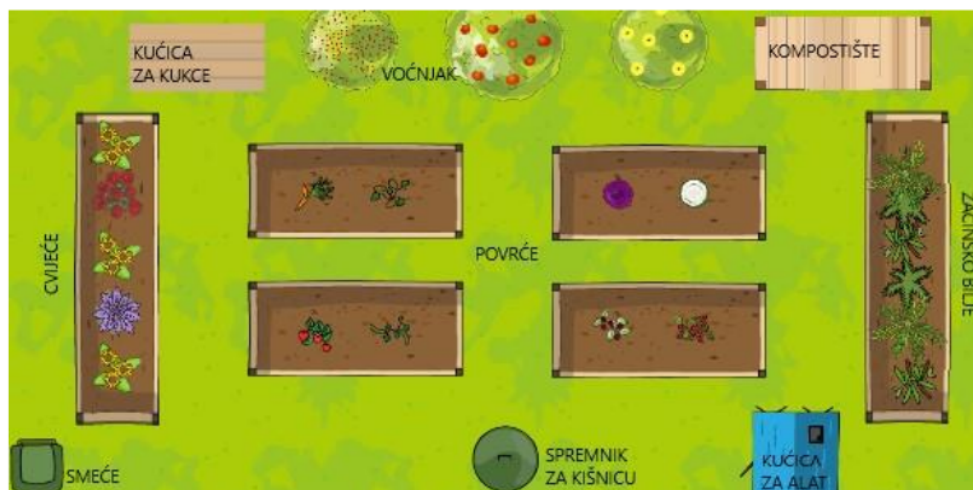 KUĆICA
ZA KUKCE
VOĆNJAK
KOMPOSTIŠTE
CVIJEĆE
POVRĆE
ZAČINSKO BILJE
SMEĆE
SPREMNIK
ZA KIŠNICU
KUĆICA
ZA ALAT